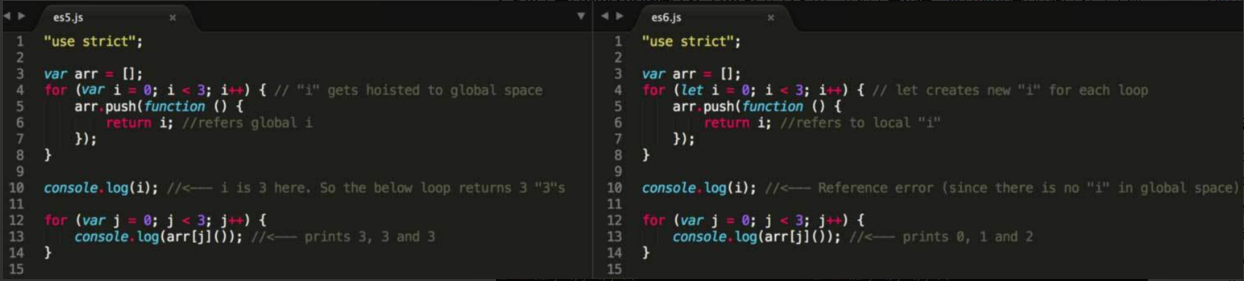 es5.js
×
1 "use strict";
2
3 var arr = [];
4 for (var i = 0; i < 3; i++) { // "i" gets hoisted to global space
5     arr.push(function () {
6         return i; //refers global i
7     });
8 }
9
10 console.log(i); //<——— i is 3 here. So the below loop returns 3 "3"s
11
12 for (var j = 0; j < 3; j++) {
13     console.log(arr[j]()); //<——— prints 3, 3 and 3
14 }
15
es6.js
×
1 "use strict";
2
3 var arr = [];
4 for (let i = 0; i < 3; i++) { // let creates new "i" for each loop
5     arr.push(function () {
6         return i; //refers to local "i"
7     });
8 }
9
10 console.log(i); //<——— Reference error (since there is no "i" in global space)
11
12 for (var j = 0; j < 3; j++) {
13     console.log(arr[j]()); //<——— prints 0, 1 and 2
14 }
15